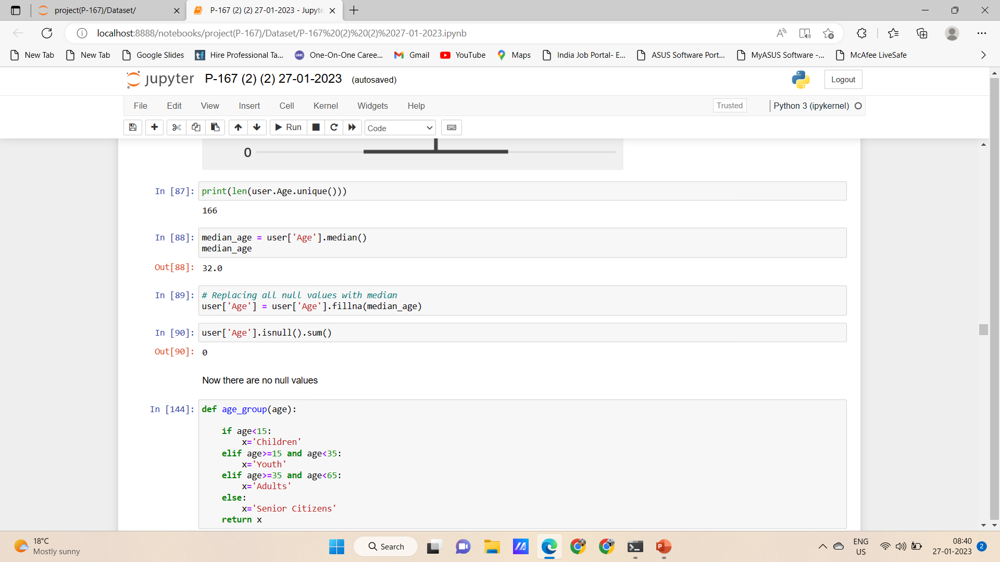 project(P-167)/Dataset/
P-167 (2) (2) 27-01-2023 - Jupyte
localhost:8888/notebooks/project(P-167)/Dataset/P-167%20(2)%20(2)%2027-01-2023.ipynb
New Tab New Tab Google Slides tf Hire Professional Ta... UHC One-On-One Caree... Gmail YouTube Maps India Job Portal- E... ASUS Software Port... MyASUS Software -... McAfee LiveSafe
jupyter P-167 (2) (2) 27-01-2023 (autosaved) Logout
File Edit View Insert Cell Kernel Widgets Help Trusted Python 3 (ipykernel)
Run Code
0
In [87]: print(len(user.Age.unique()))
166
In [88]: median_age = user['Age'].median()
median_age
Out[88]: 32.0
In [89]: # Replacing all null values with median
user['Age'] = user['Age'].fillna(median_age)
In [90]: user['Age'].isnull().sum()
Out[90]: 0
Now there are no null values
In [144]: def age_group(age):
if age<15:
x='Children'
elif age>=15 and age<35:
x='Youth'
elif age>=35 and age<65:
x='Adults'
else:
x='Senior Citizens'
return x
18°C
Mostly sunny
Search
ENG
US
08:40
27-01-2023
2